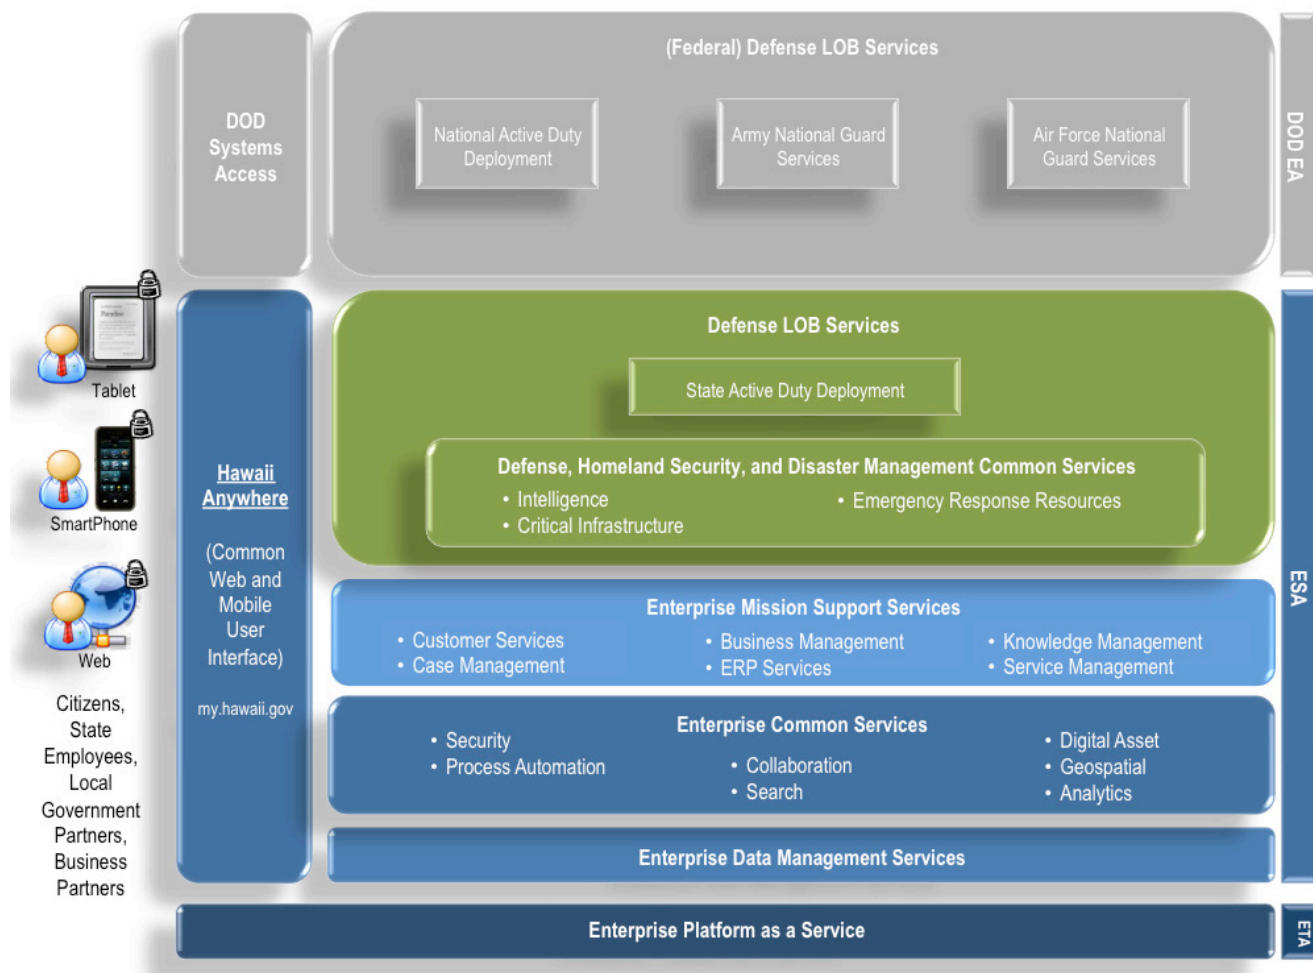 (Federal) Defense LOB Services
DOD
Systems
Access
National Active Duty
Deployment
Army National Guard
Services
Air Force National
Guard Services
DOD EA
Tablet
SmartPhone
Web
Citizens,
State
Employees,
Local
Government
Partners,
Business
Partners
Hawaii
Anywhere
(Common
Web and
Mobile
User
Interface)
my.hawaii.gov
Defense LOB Services
State Active Duty Deployment
Defense, Homeland Security, and Disaster Management Common Services
• Intelligence
• Critical Infrastructure
• Emergency Response Resources
Enterprise Mission Support Services
• Customer Services
• Case Management
• Business Management
• ERP Services
• Knowledge Management
• Service Management
Enterprise Common Services
• Security
• Process Automation
• Collaboration
• Search
• Digital Asset
• Geospatial
• Analytics
Enterprise Data Management Services
ESA
Enterprise Platform as a Service
ETA